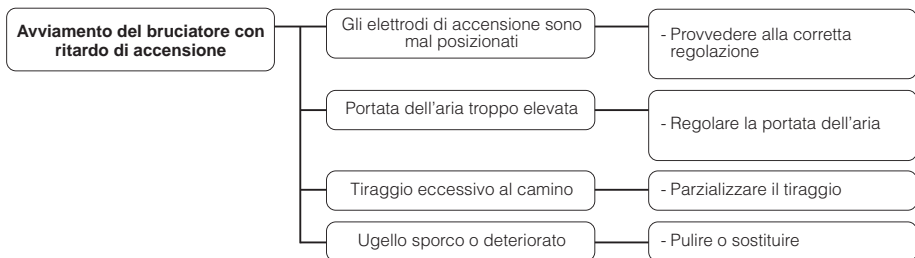 Avviamento del bruciatore con
ritardo di accensione
Gli elettrodi di accensione sono
mal posizionati
- Provvedere alla corretta
regolazione
Portata dell'aria troppo elevata
- Regolare la portata dell'aria
Tiraggio eccessivo al camino
- Parzializzare il tiraggio
Ugello sporco o deteriorato
- Pulire o sostituire